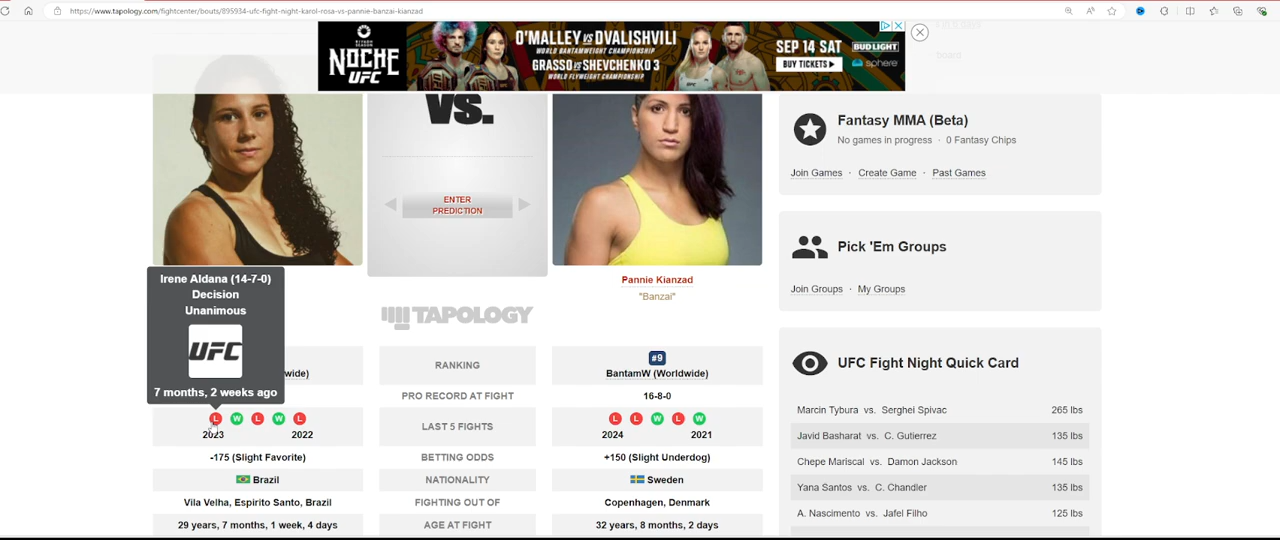 https://www.tapology.com/fightcenter/bouts/895934-ufc-fight-night-karol-rosa-vs-pannie-banzai-kianzad
RIYADH SEASON
NOCHE
UFC
O'MALLEY VS DVALISHVILI
WORLD BANTAMWEIGHT CHAMPIONSHIP
GRASSO VS SHEVCHENKO 3
WORLD FLYWEIGHT CHAMPIONSHIP
SEP 14 SAT
BUY TICKETS
BUD LIGHT
sphere
VS.
ENTER
PREDICTION
Pannie Kianzad
"Banzai"
Irene Aldana (14-7-0)
Decision
Unanimous
UFC
7 months, 2 weeks ago
TAPOLOGY
RANKING
#9
wide)
BantamW (Worldwide)
PRO RECORD AT FIGHT
16-8-0
L W L W L
LAST 5 FIGHTS
L L W L W
2023
2022
2024
2021
-175 (Slight Favorite)
BETTING ODDS
+150 (Slight Underdog)
Brazil
NATIONALITY
Sweden
Vila Velha, Espirito Santo, Brazil
FIGHTING OUT OF
Copenhagen, Denmark
29 years, 7 months, 1 week, 4 days
AGE AT FIGHT
32 years, 8 months, 2 days
Fantasy MMA (Beta)
No games in progress · 0 Fantasy Chips
Join Games · Create Game · Past Games
Pick 'Em Groups
Join Groups · My Groups
UFC Fight Night Quick Card
Marcin Tybura vs. Serghei Spivac 265 lbs
Javid Basharat vs. C. Gutierrez 135 lbs
Chepe Mariscal vs. Damon Jackson 145 lbs
Yana Santos vs. C. Chandler 135 lbs
A. Nascimento vs. Jafel Filho 125 lbs